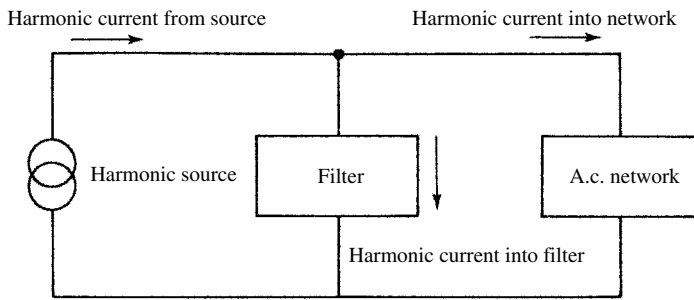 Harmonic current from source
Harmonic current into network
Harmonic source
Filter
A.c. network
Harmonic current into filter